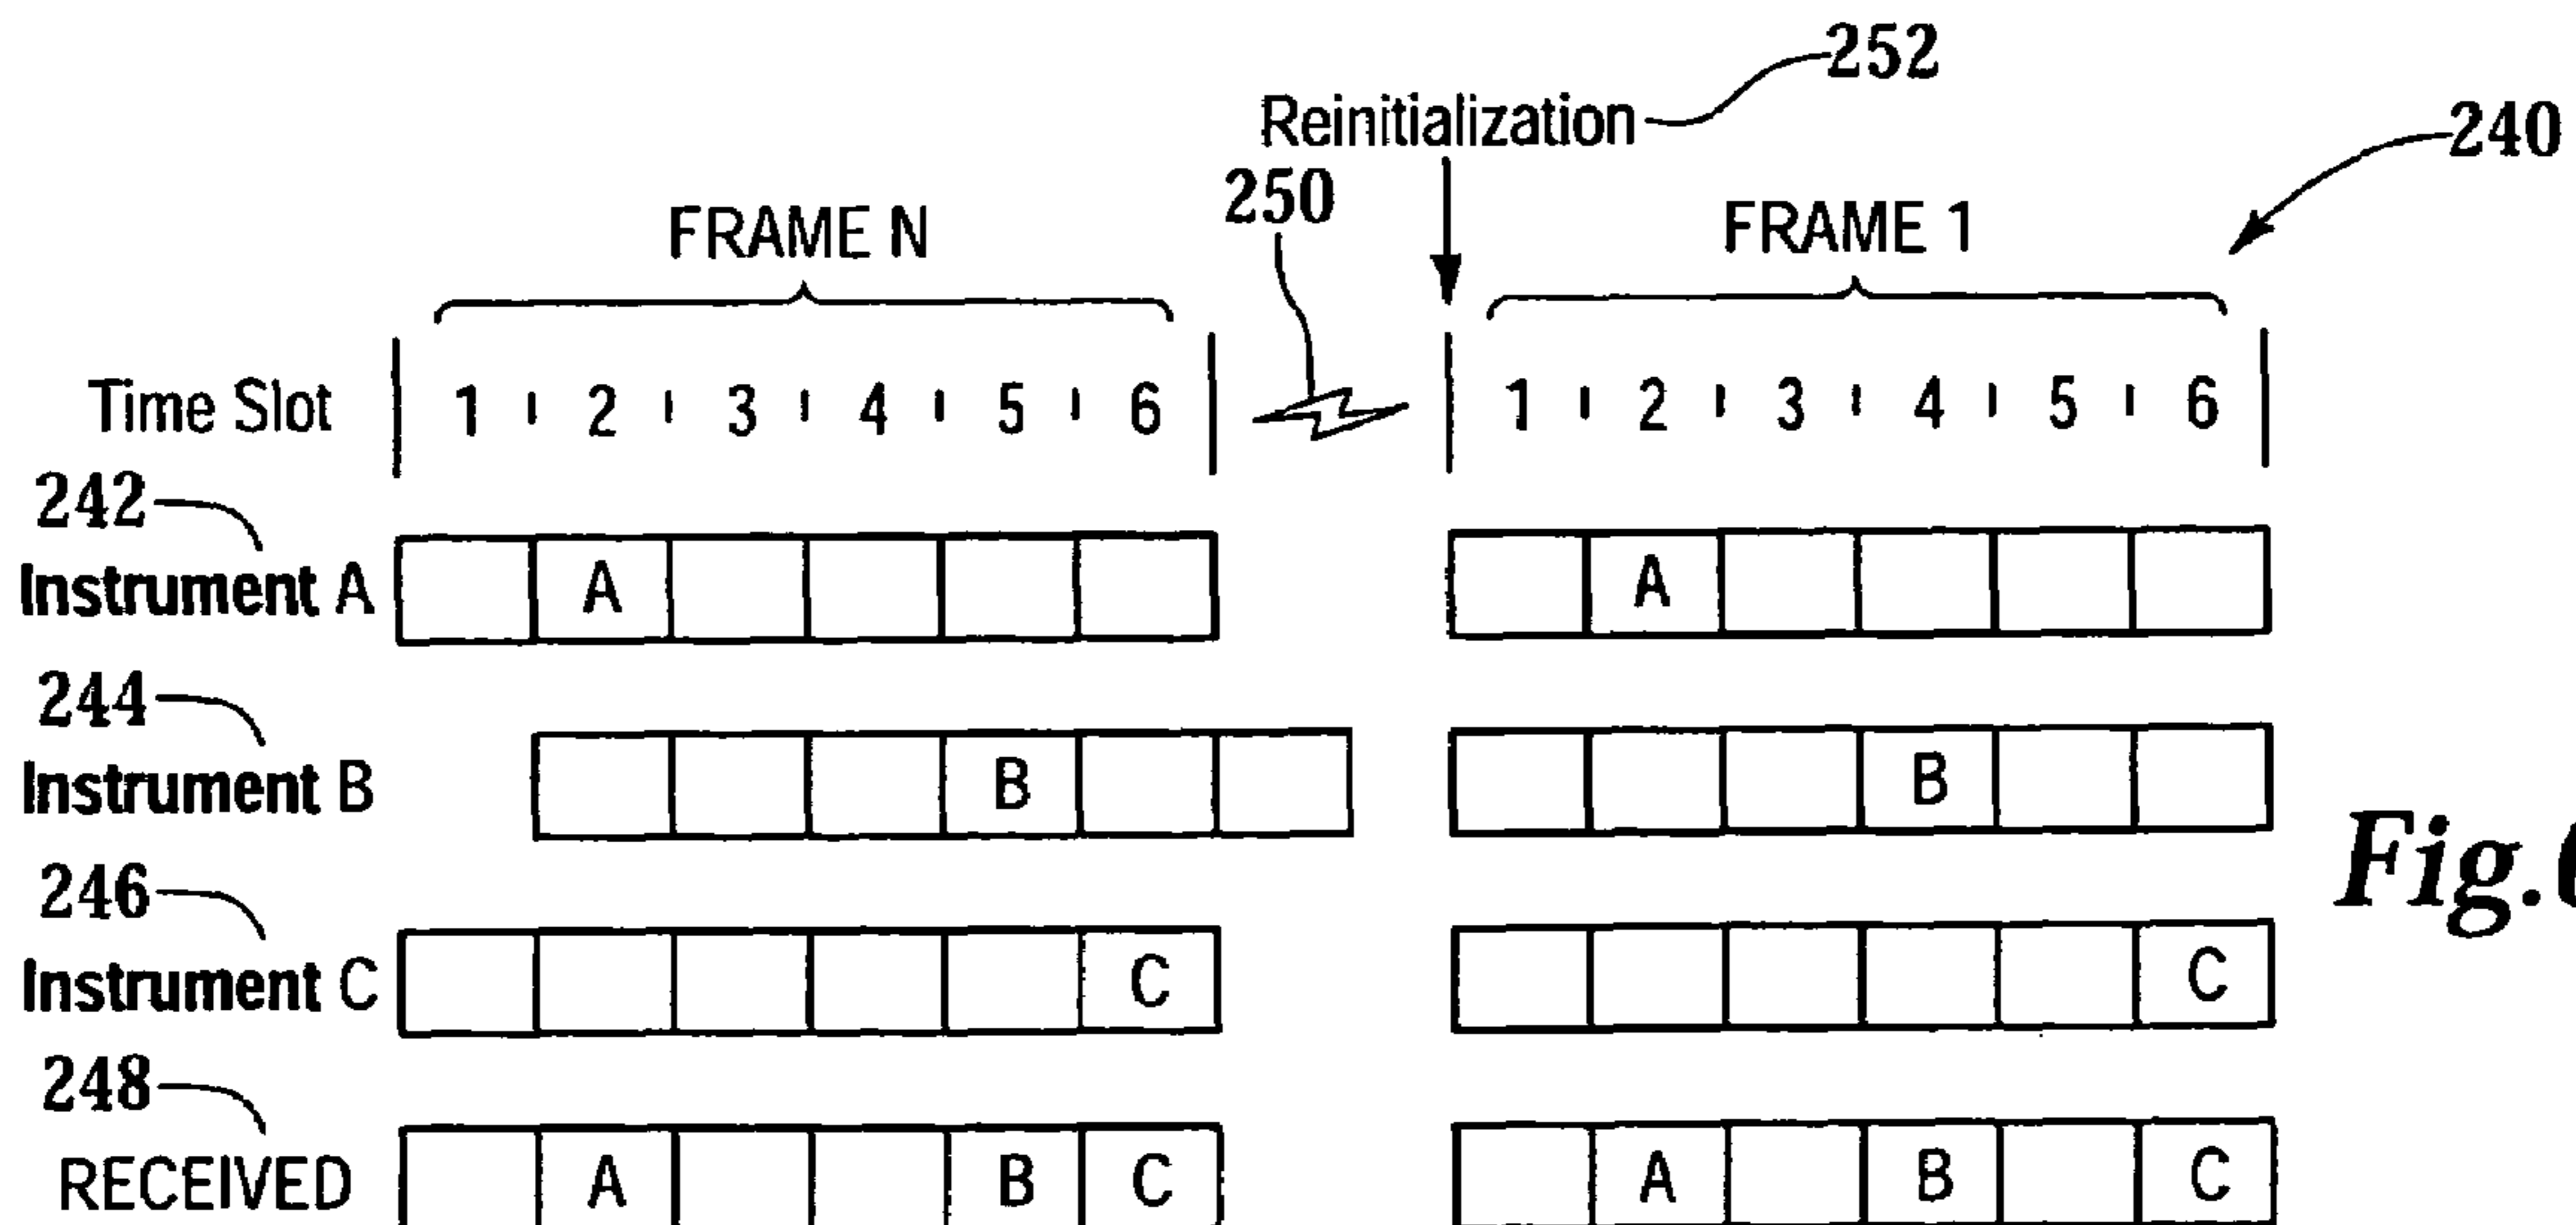 252
Reinitialization
240
250
FRAME N
FRAME 1
Time Slot 1 2 3 4 5 6 1 2 3 4 5 6
242
Instrument A A A
244
Instrument B B B
246
Instrument C C C
Fig.
248
RECEIVED A B C A B C